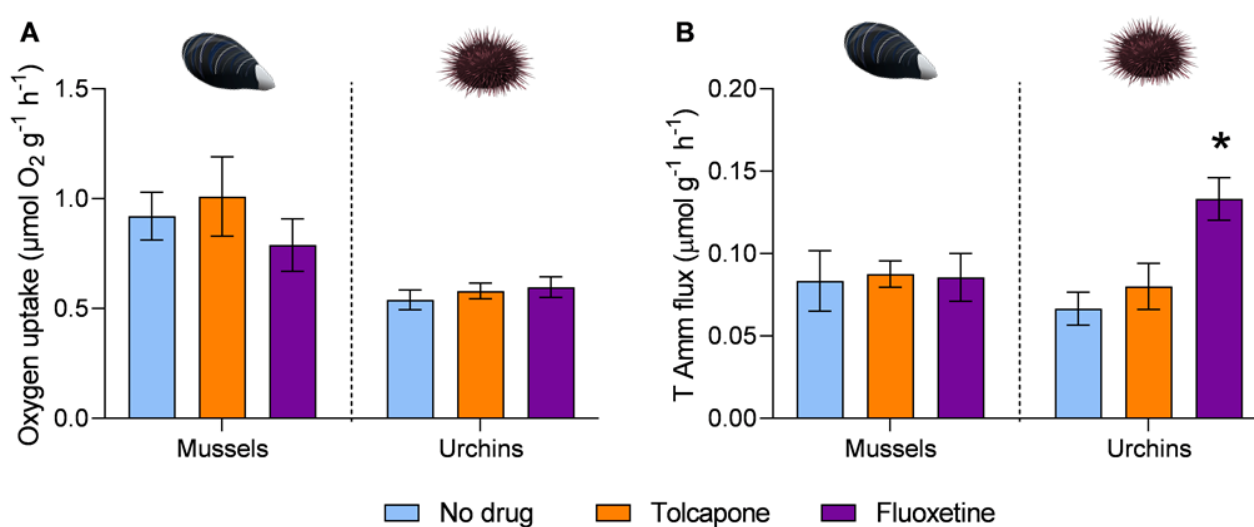 A
Oxygen uptake (µmol O₂ g⁻¹ h⁻¹)
1.5
1.0
0.5
0.0
Mussels
Urchins
B
T Amm flux (µmol g⁻¹ h⁻¹)
0.20
0.15
0.10
0.05
0.00
*
Mussels
Urchins
No drug
Tolcapone
Fluoxetine